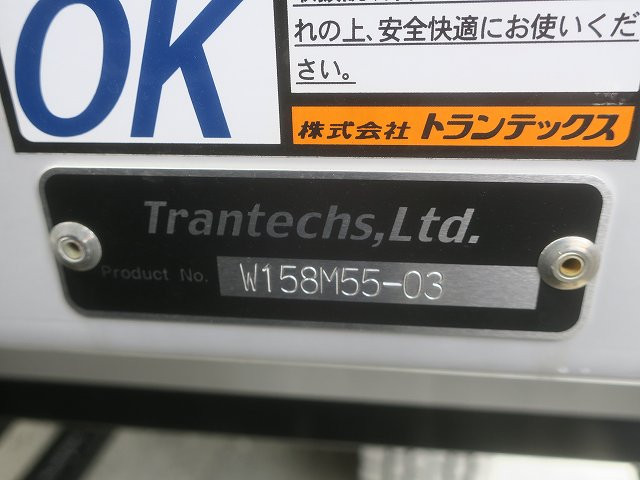 OK
れの上、安全快適にお使いくだ
さい。
株式会社 トランテックス
Trantechs,Ltd.
Product No. W158M55-03